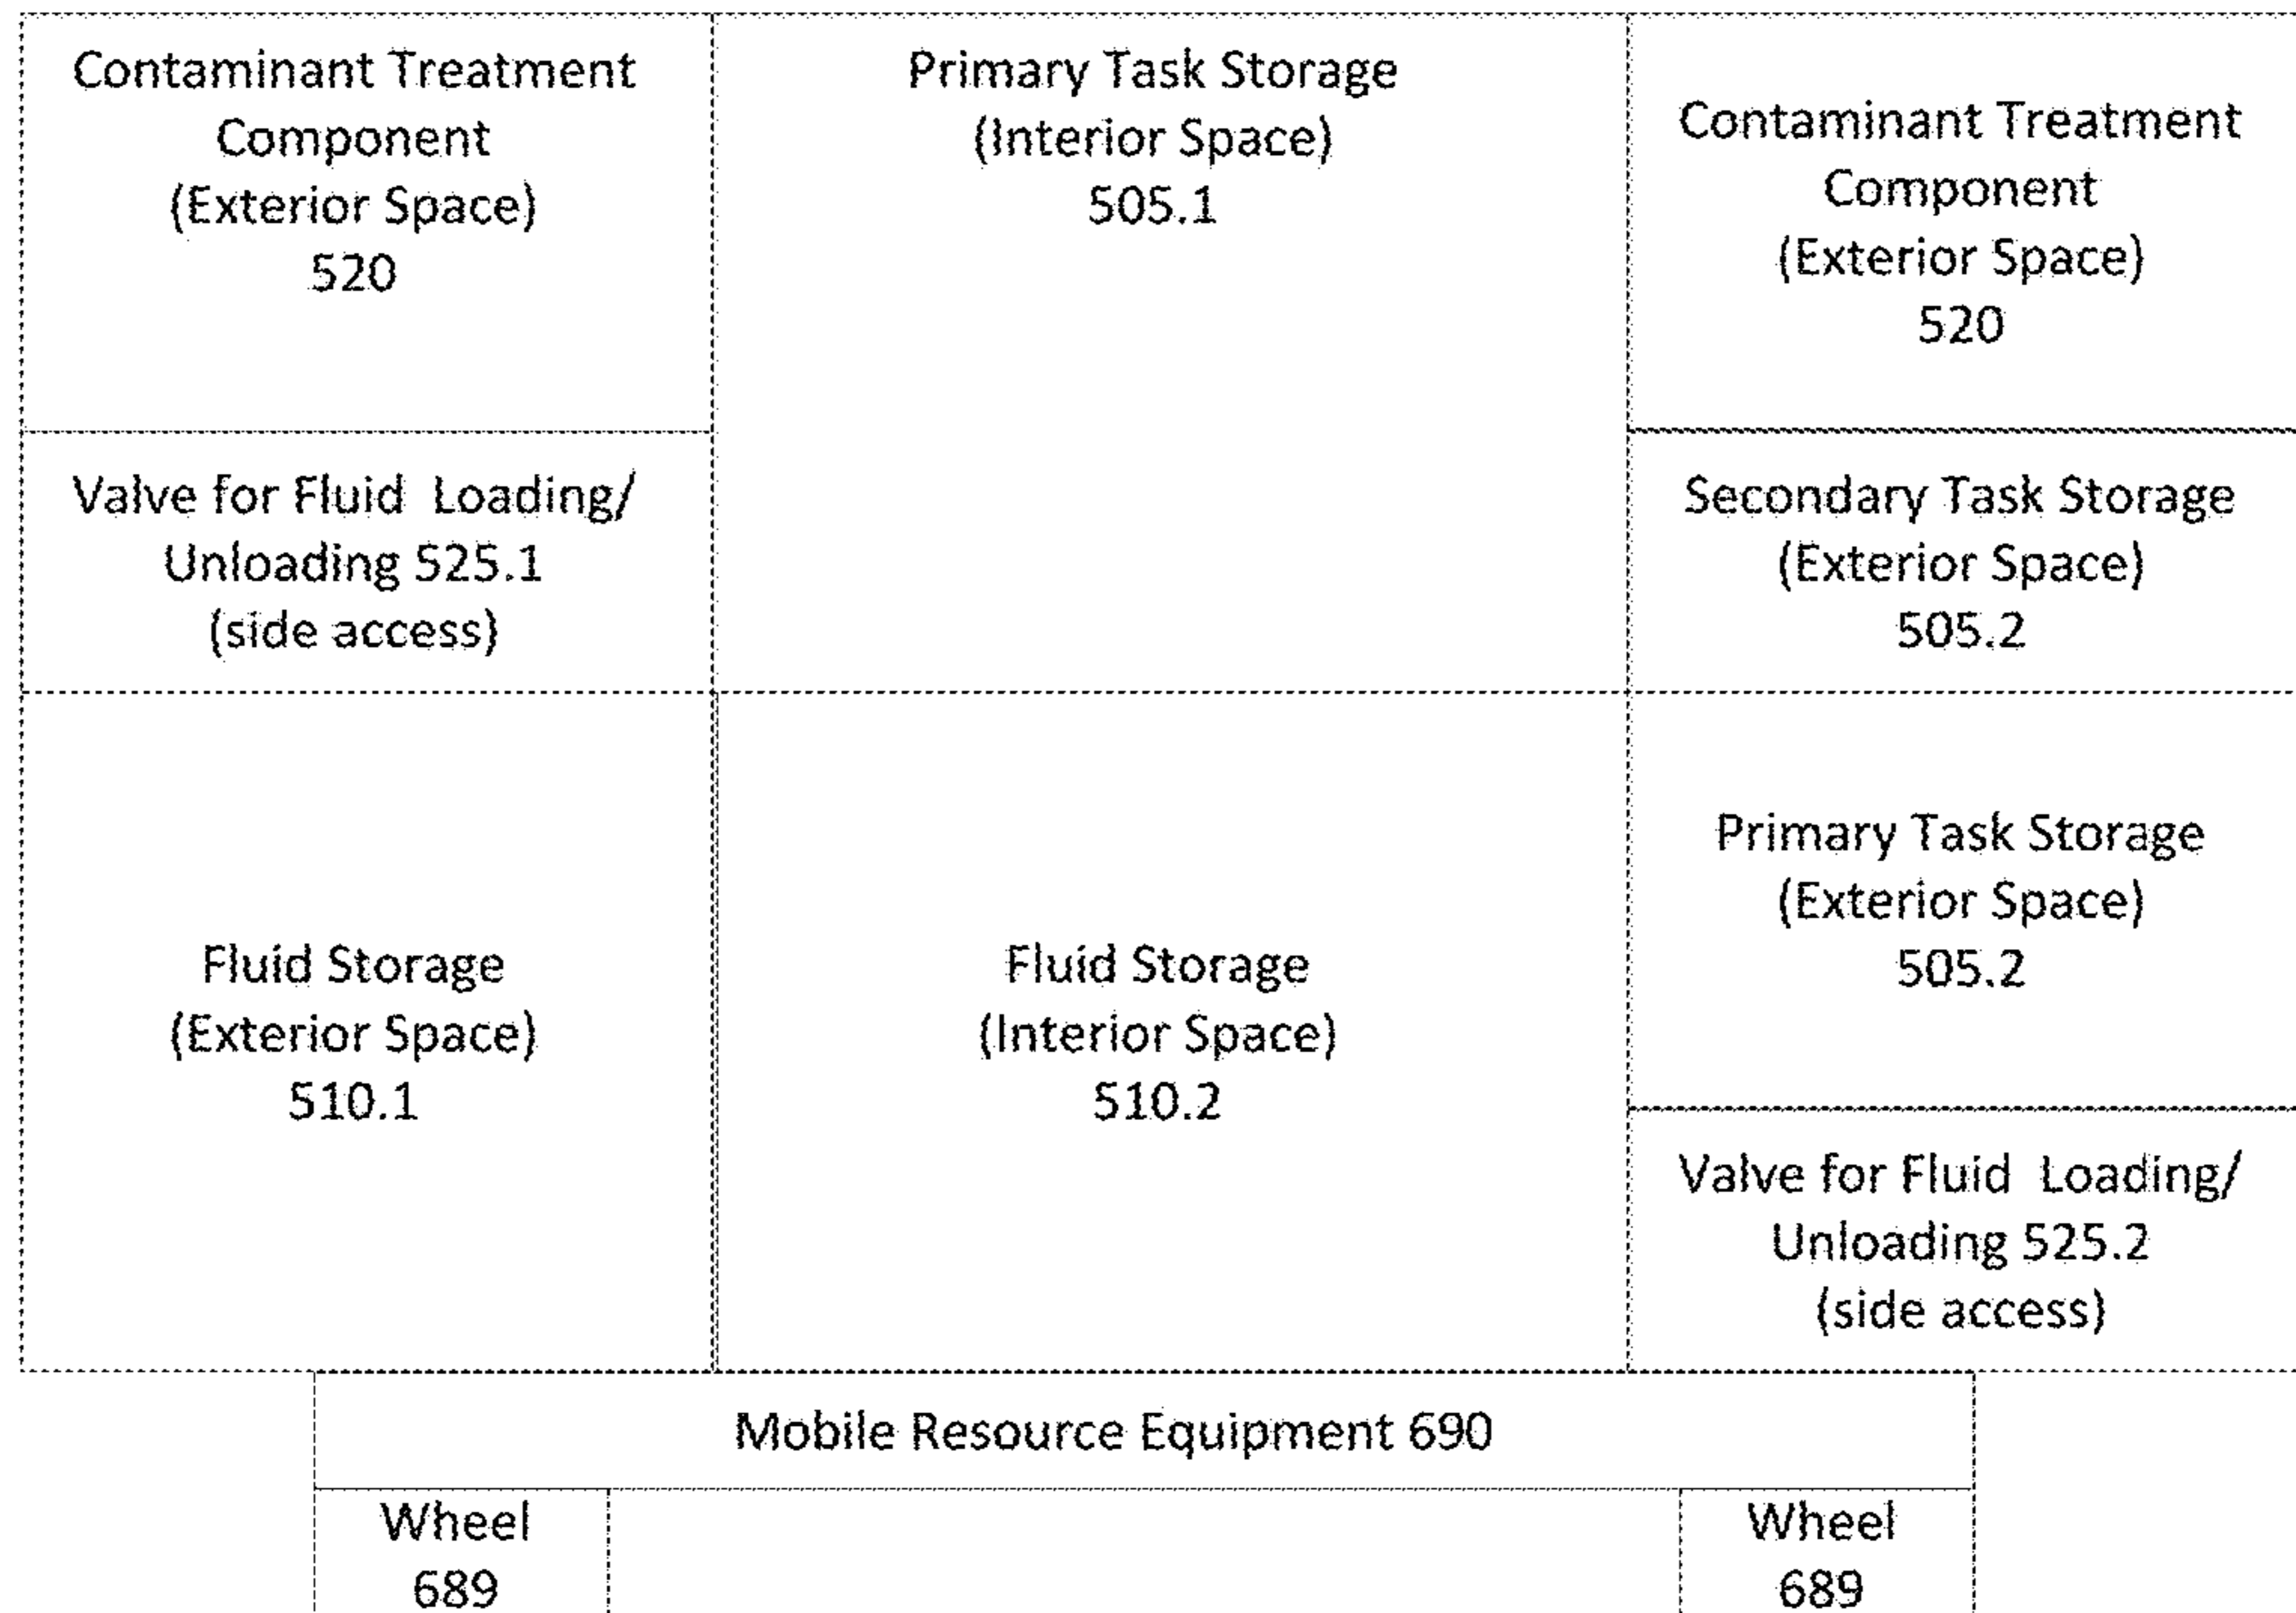 Contaminant Treatment
Component
(Exterior Space)
520
Primary Task Storage
(Interior Space)
505.1
Contaminant Treatment
Component
(Exterior Space)
520
Valve for Fluid Loading/
Unloading 525.1
(side access)
Secondary Task Storage
(Exterior Space)
505.2
Fluid Storage
(Exterior Space)
510.1
Fluid Storage
(Interior Space)
510.2
Primary Task Storage
(Exterior Space)
505.2
Valve for Fluid Loading/
Unloading 525.2
(side access)
Mobile Resource Equipment 690
Wheel
689
Wheel
689